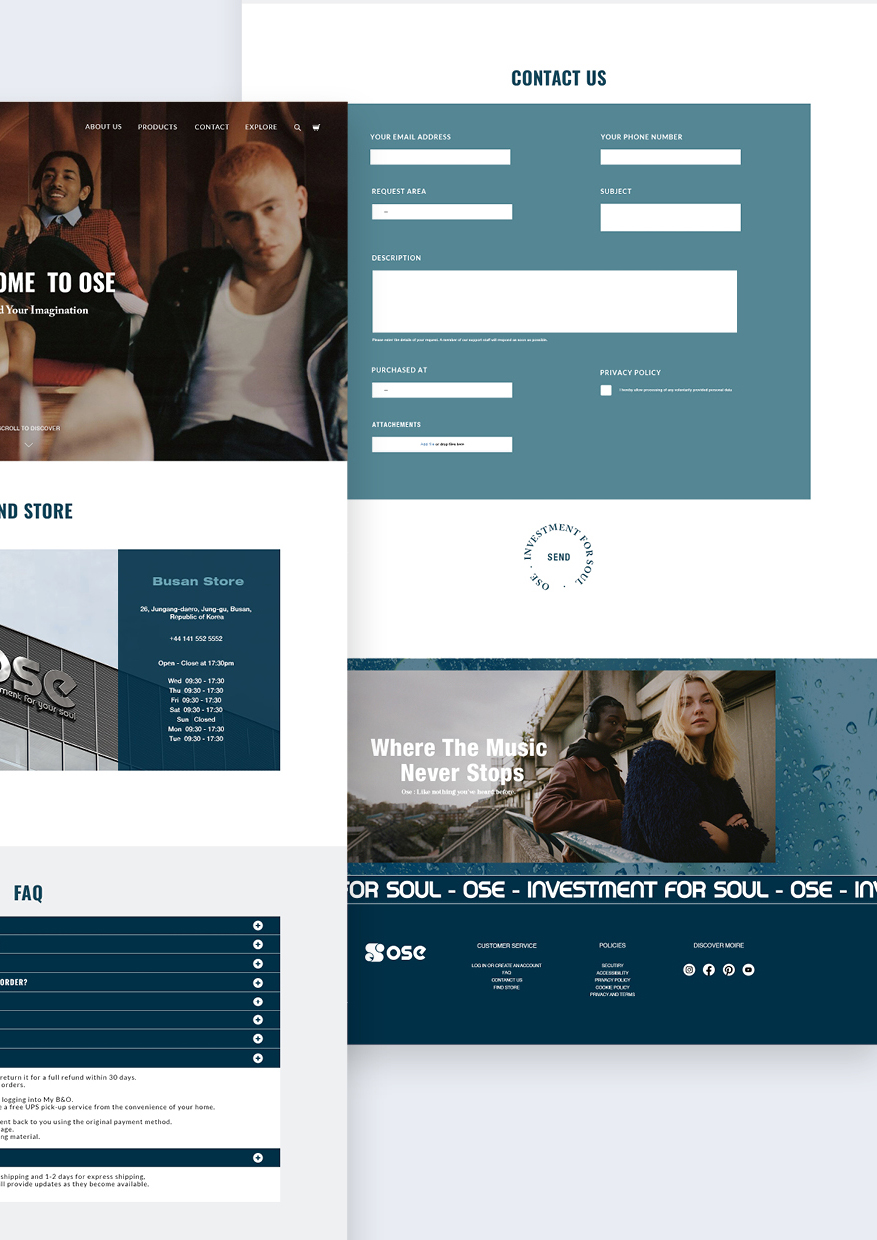 CONTACT US
YOUR EMAIL ADDRESS
YOUR PHONE NUMBER
REQUEST AREA
SUBJECT
DESCRIPTION
Please enter the details of your request. A member of our support staff will respond as soon as possible.
PURCHASED AT
PRIVACY POLICY
I hereby allow processing of my voluntarily provided personal data
ATTACHEMENTS
Add file or drop files here
INVESTMENT FOR SOUL · OSE ·
SEND
Where The Music
Never Stops
Ose : Like nothing you've heard before.
FOR SOUL - OSE - INVESTMENT FOR SOUL - OSE - IN
ose
CUSTOMER SERVICE
LOG IN OR CREATE AN ACCOUNT
FAQ
CONTANCT US
FIND STORE
POLICIES
SECUTIRY
ACCESSIBILITY
PRIVACY POLICY
COOKIE POLICY
PRIVACY AND TERMS
DISCOVER MOIRE
ABOUT US
PRODUCTS
CONTACT
EXPLORE
OME TO OSE
d Your Imagination
SCROLL TO DISCOVER
ND STORE
ose
ment for your soul
Busan Store
26, Jungang-daero, Jung-gu, Busan,
Republic of Korea
+44 141 552 5552
Open - Close at 17:30pm
Wed 09:30 - 17:30
Thu 09:30 - 17:30
Fri 09:30 - 17:30
Sat 09:30 - 17:30
Sun Closed
Mon 09:30 - 17:30
Tue 09:30 - 17:30
FAQ
ORDER?
return it for a full refund within 30 days.
orders.
logging into My B&O.
e a free UPS pick-up service from the convenience of your home.
ent back to you using the original payment method.
age.
ng material.
shipping and 1-2 days for express shipping,
ll provide updates as they become available.